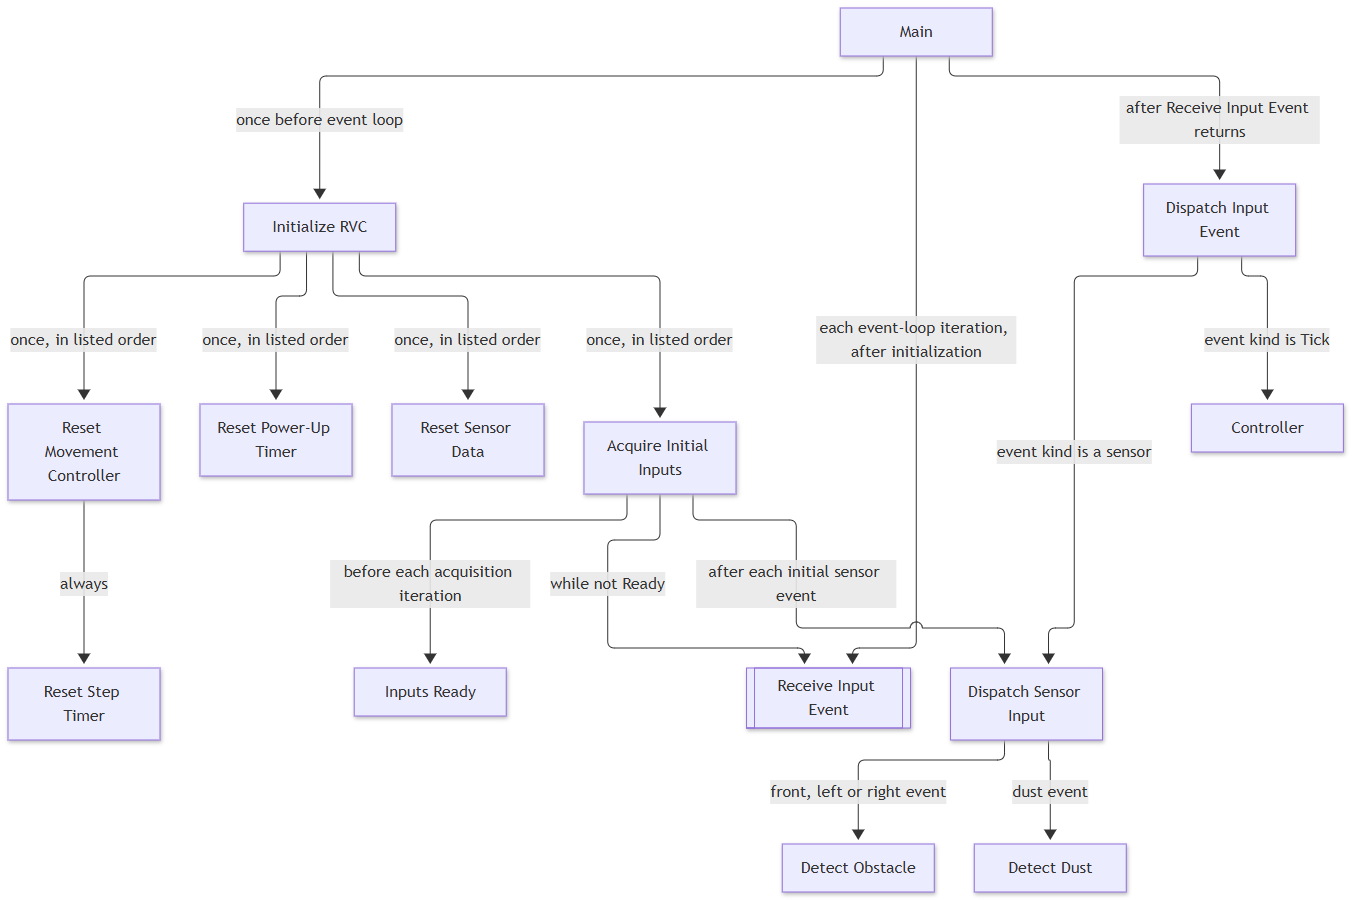 Main
once before event loop
after Receive Input Event
returns
Initialize RVC
Dispatch Input
Event
once, in listed order
once, in listed order
once, in listed order
once, in listed order
each event-loop iteration,
after initialization
event kind is Tick
Reset
Movement
Controller
Reset Power-Up
Timer
Reset Sensor
Data
Acquire Initial
Inputs
Controller
event kind is a sensor
always
before each acquisition
iteration
while not Ready
after each initial sensor
event
Reset Step
Timer
Inputs Ready
Receive Input
Event
Dispatch Sensor
Input
front, left or right event
dust event
Detect Obstacle
Detect Dust